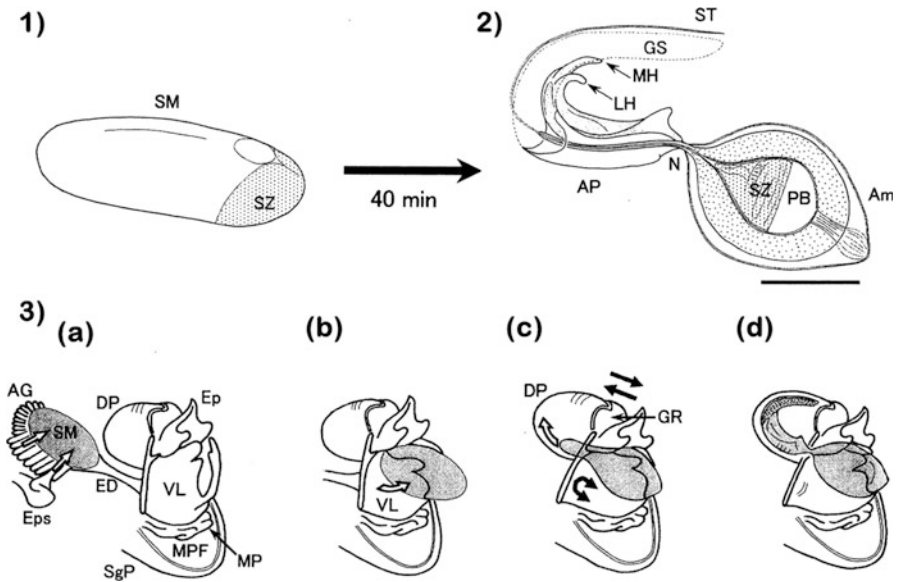 1)
SM
SZ
40 min
2)
ST
GS
MH
LH
N
AP
SZ
PB
Am
3)
(a)
AG
SM
DP
Ep
ED
VL
Eps
MPF
MP
SgP
(b)
VL
(c)
DP
GR
(d)